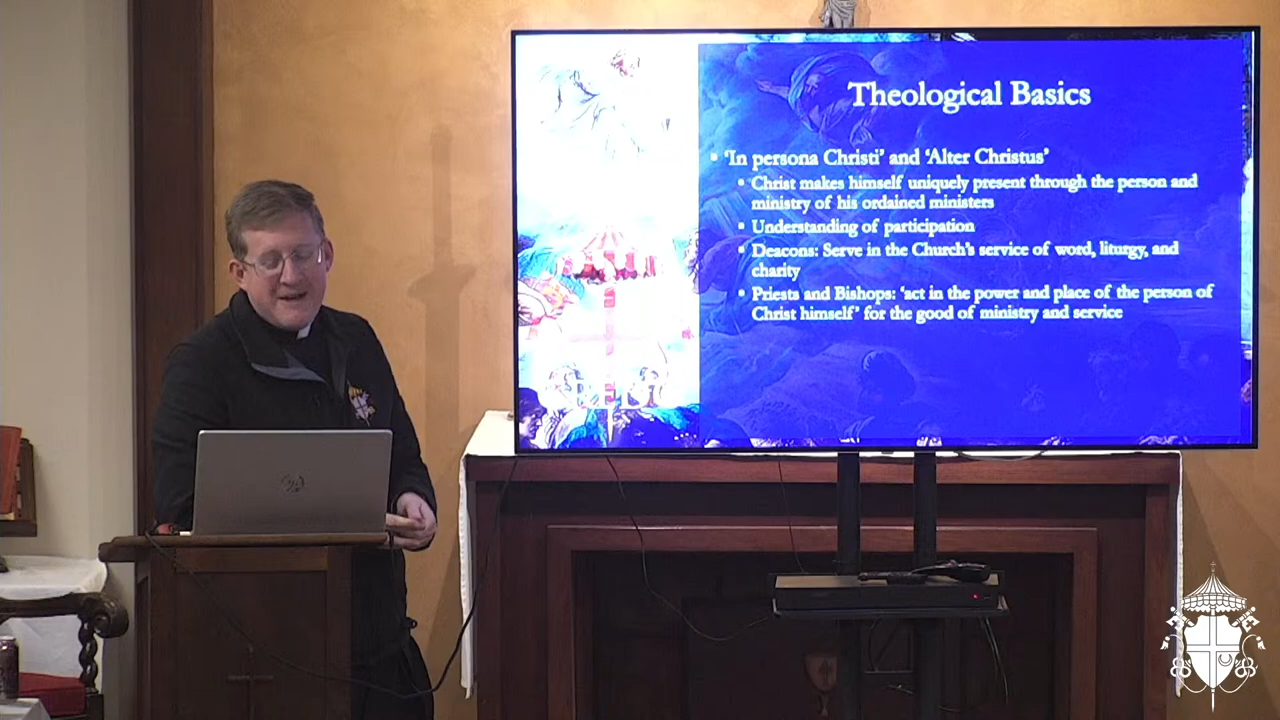 Theological Basics
'In persona Christi' and 'Alter Christus'
Christ makes himself uniquely present through the person and
ministry of his ordained ministers
Understanding of participation
Deacons: Serve in the Church's service of word, liturgy, and
charity
Priests and Bishops: 'act in the power and place of the person of
Christ himself' for the good of ministry and service